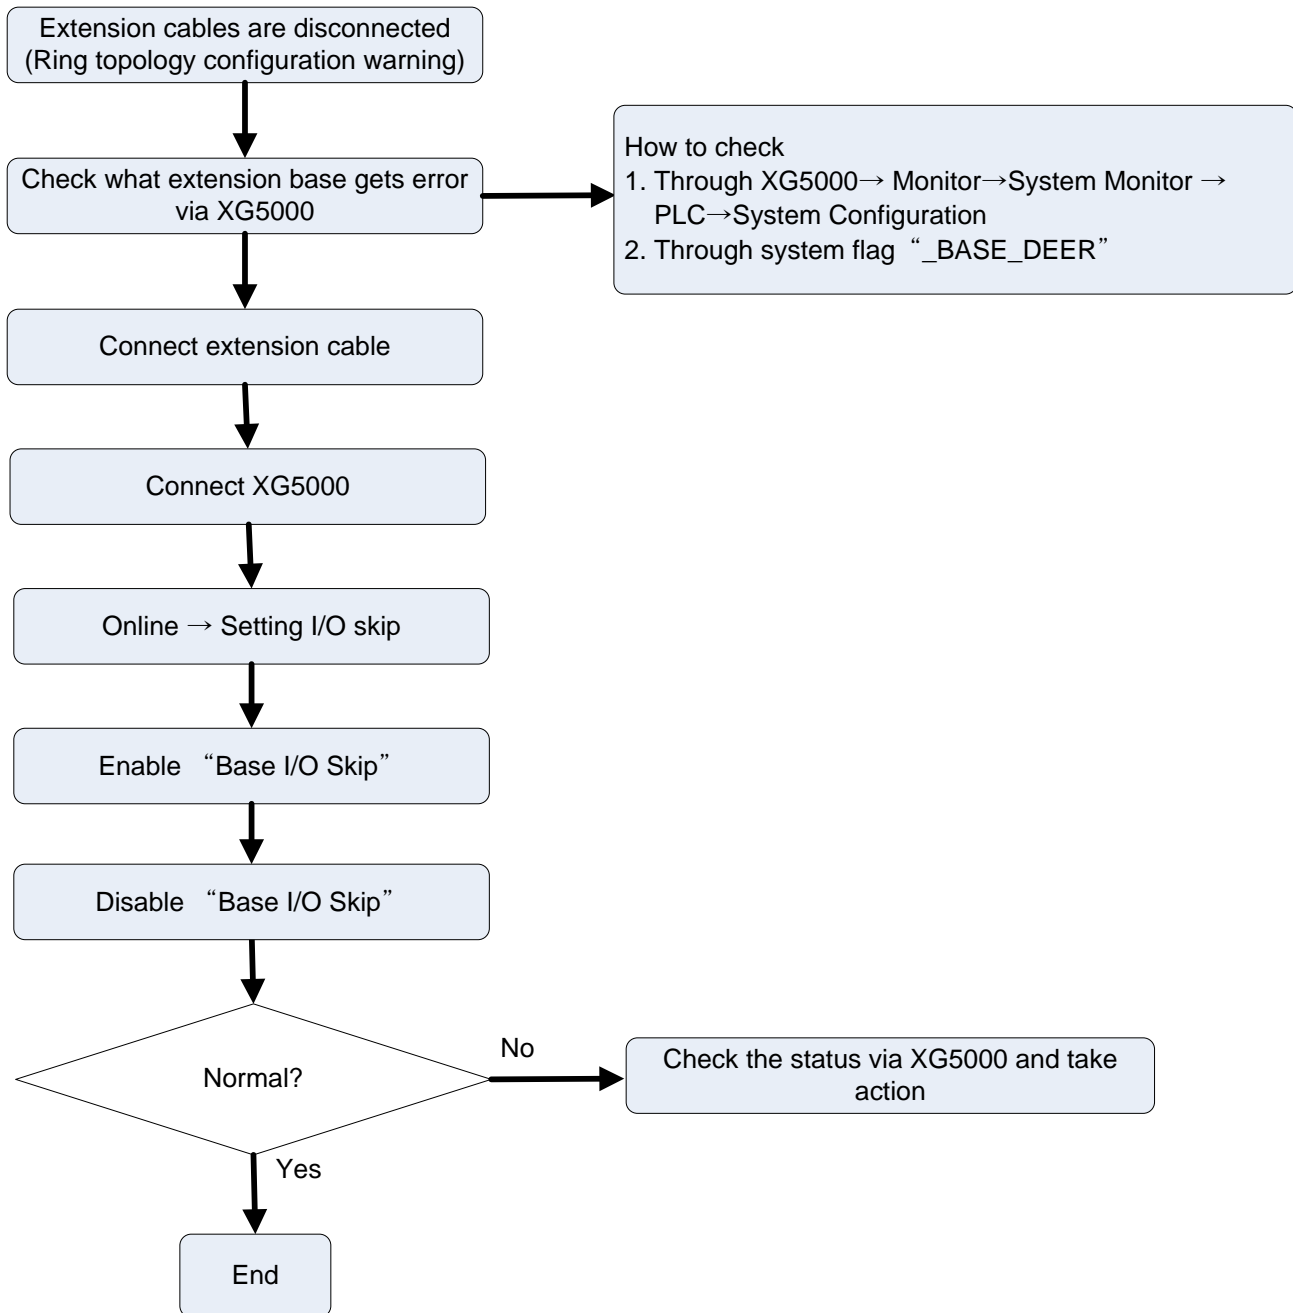 Extension cables are disconnected
(Ring topology configuration warning)
Check what extension base gets error
via XG5000
How to check
1. Through XG5000→ Monitor→System Monitor →
PLC→System Configuration
2. Through system flag “_BASE_DEER”
Connect extension cable
Connect XG5000
Online → Setting I/O skip
Enable “Base I/O Skip”
Disable “Base I/O Skip”
Normal?
No
Check the status via XG5000 and take
action
Yes
End